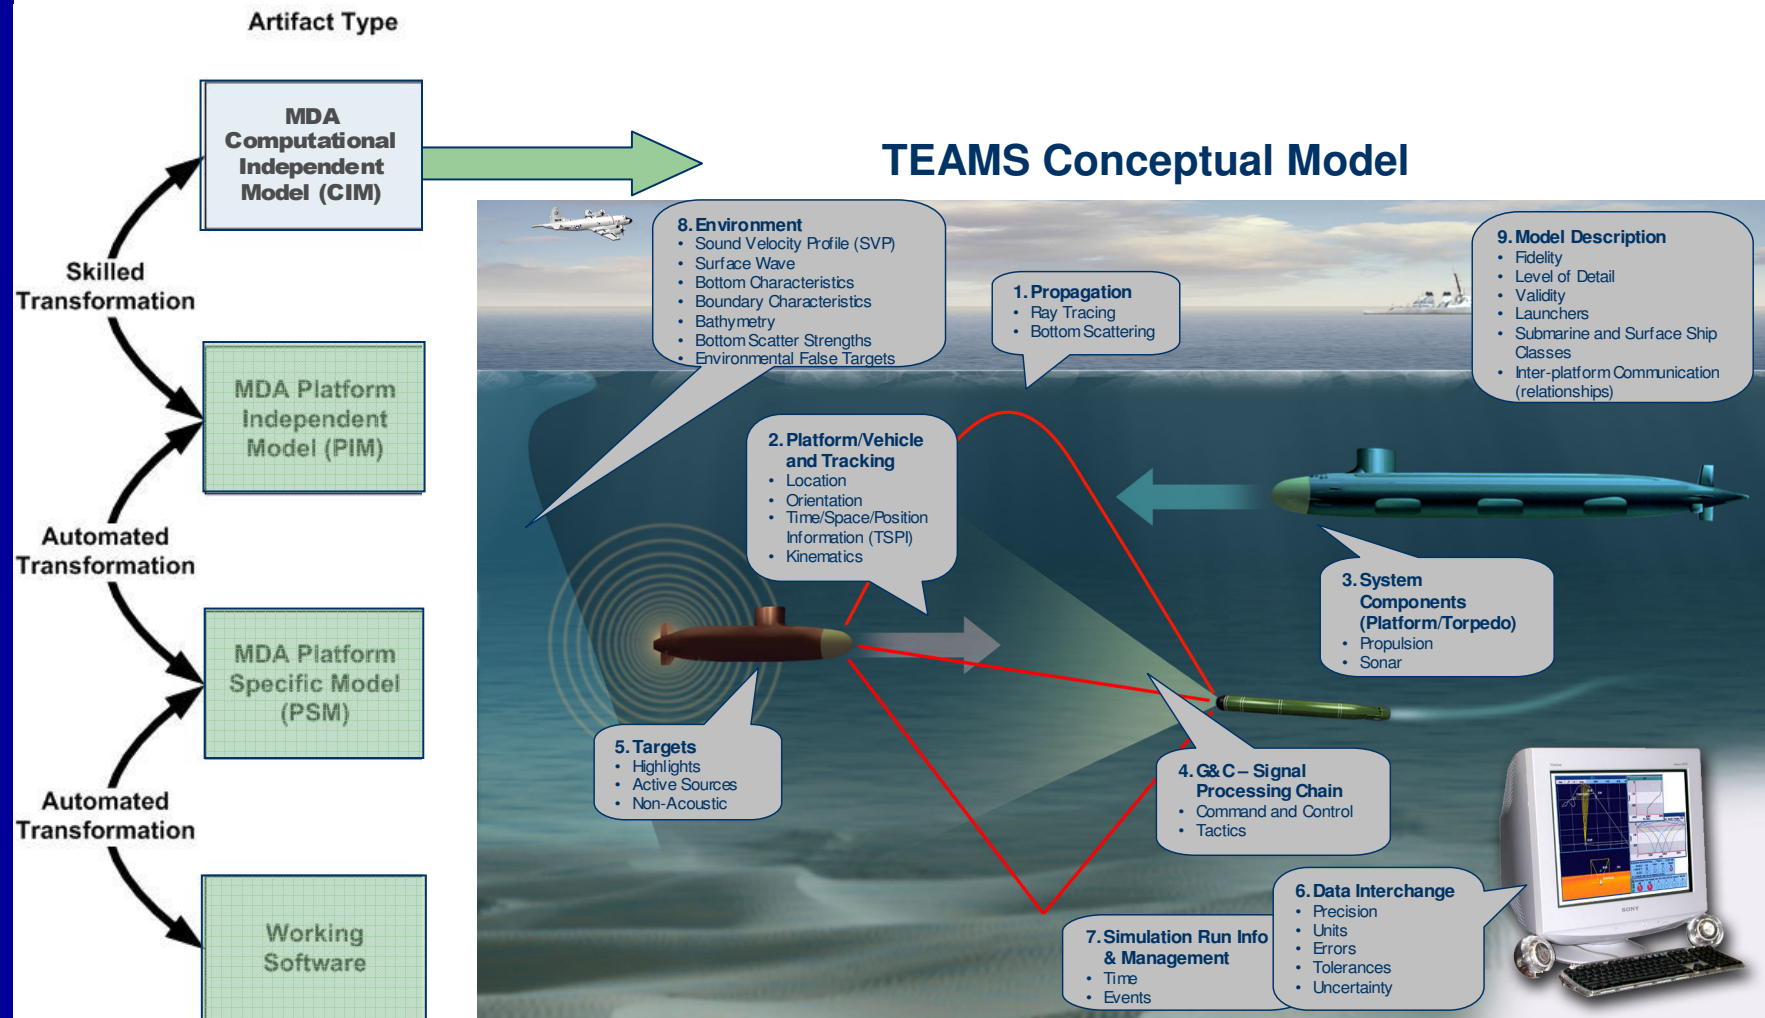 Artifact Type
MDA
Computational
Independent
Model (CIM)
Skilled
Transformation
MDA Platform
Independent
Model (PIM)
Automated
Transformation
MDA Platform
Specific Model
(PSM)
Automated
Transformation
Working
Software
TEAMS Conceptual Model
8. Environment
• Sound Velocity Profile (SVP)
• Surface Wave
• Bottom Characteristics
• Boundary Characteristics
• Bathymetry
• Bottom Scatter Strengths
• Environmental False Targets
1. Propagation
• Ray Tracing
• Bottom Scattering
9. Model Description
• Fidelity
• Level of Detail
• Validity
• Launchers
• Submarine and Surface Ship
Classes
• Inter-platform Communication
(relationships)
2. Platform/Vehicle
and Tracking
• Location
• Orientation
• Time/Space/Position
Information (TSPI)
• Kinematics
3. System
Components
(Platform/Torpedo)
• Propulsion
• Sonar
5. Targets
• Highlights
• Active Sources
• Non-Acoustic
4. G&C – Signal
Processing Chain
• Command and Control
• Tactics
6. Data Interchange
• Precision
• Units
• Errors
• Tolerances
• Uncertainty
7. Simulation Run Info
& Management
• Time
• Events
SONY